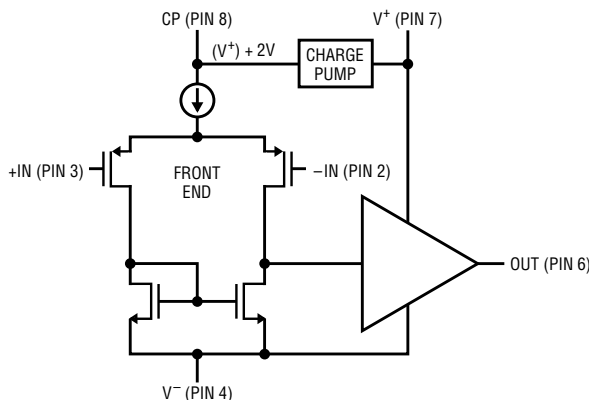 CP (PIN 8)
V+ (PIN 7)
(V+) + 2V
CHARGE
PUMP
+IN (PIN 3)
FRONT
END
–IN (PIN 2)
OUT (PIN 6)
V– (PIN 4)